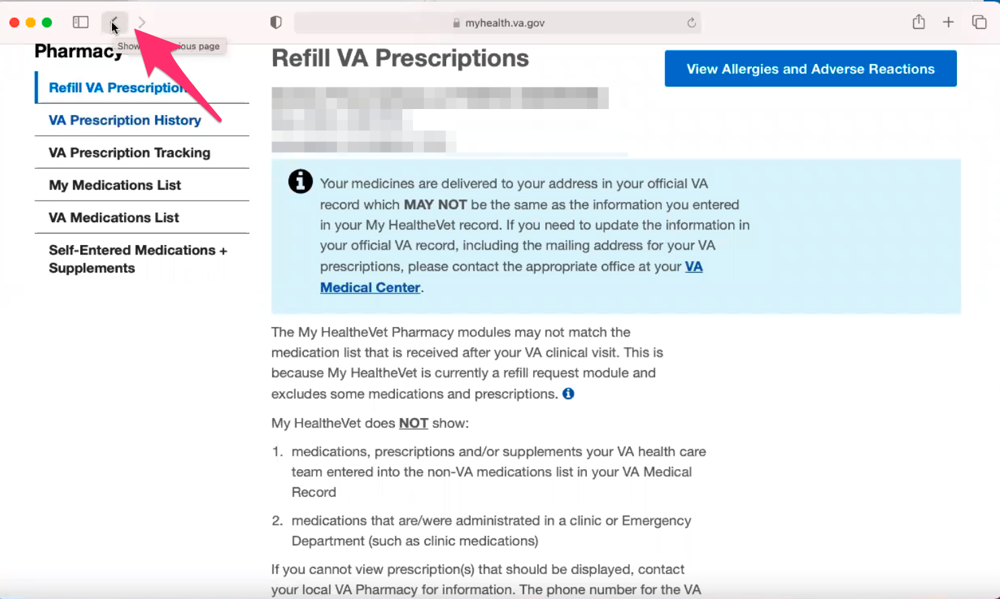 myhealth.va.gov
Show ious page
Pharmacy
Refill VA Prescription
VA Prescription History
VA Prescription Tracking
My Medications List
VA Medications List
Self-Entered Medications +
Supplements
Refill VA Prescriptions
View Allergies and Adverse Reactions
Your medicines are delivered to your address in your official VA
record which MAY NOT be the same as the information you entered
in your My HealtheVet record. If you need to update the information in
your official VA record, including the mailing address for your VA
prescriptions, please contact the appropriate office at your VA
Medical Center.
The My HealtheVet Pharmacy modules may not match the
medication list that is received after your VA clinical visit. This is
because My HealtheVet is currently a refill request module and
excludes some medications and prescriptions.
My HealtheVet does NOT show:
1. medications, prescriptions and/or supplements your VA health care
team entered into the non-VA medications list in your VA Medical
Record
2. medications that are/were administrated in a clinic or Emergency
Department (such as clinic medications)
If you cannot view prescription(s) that should be displayed, contact
your local VA Pharmacy for information. The phone number for the VA